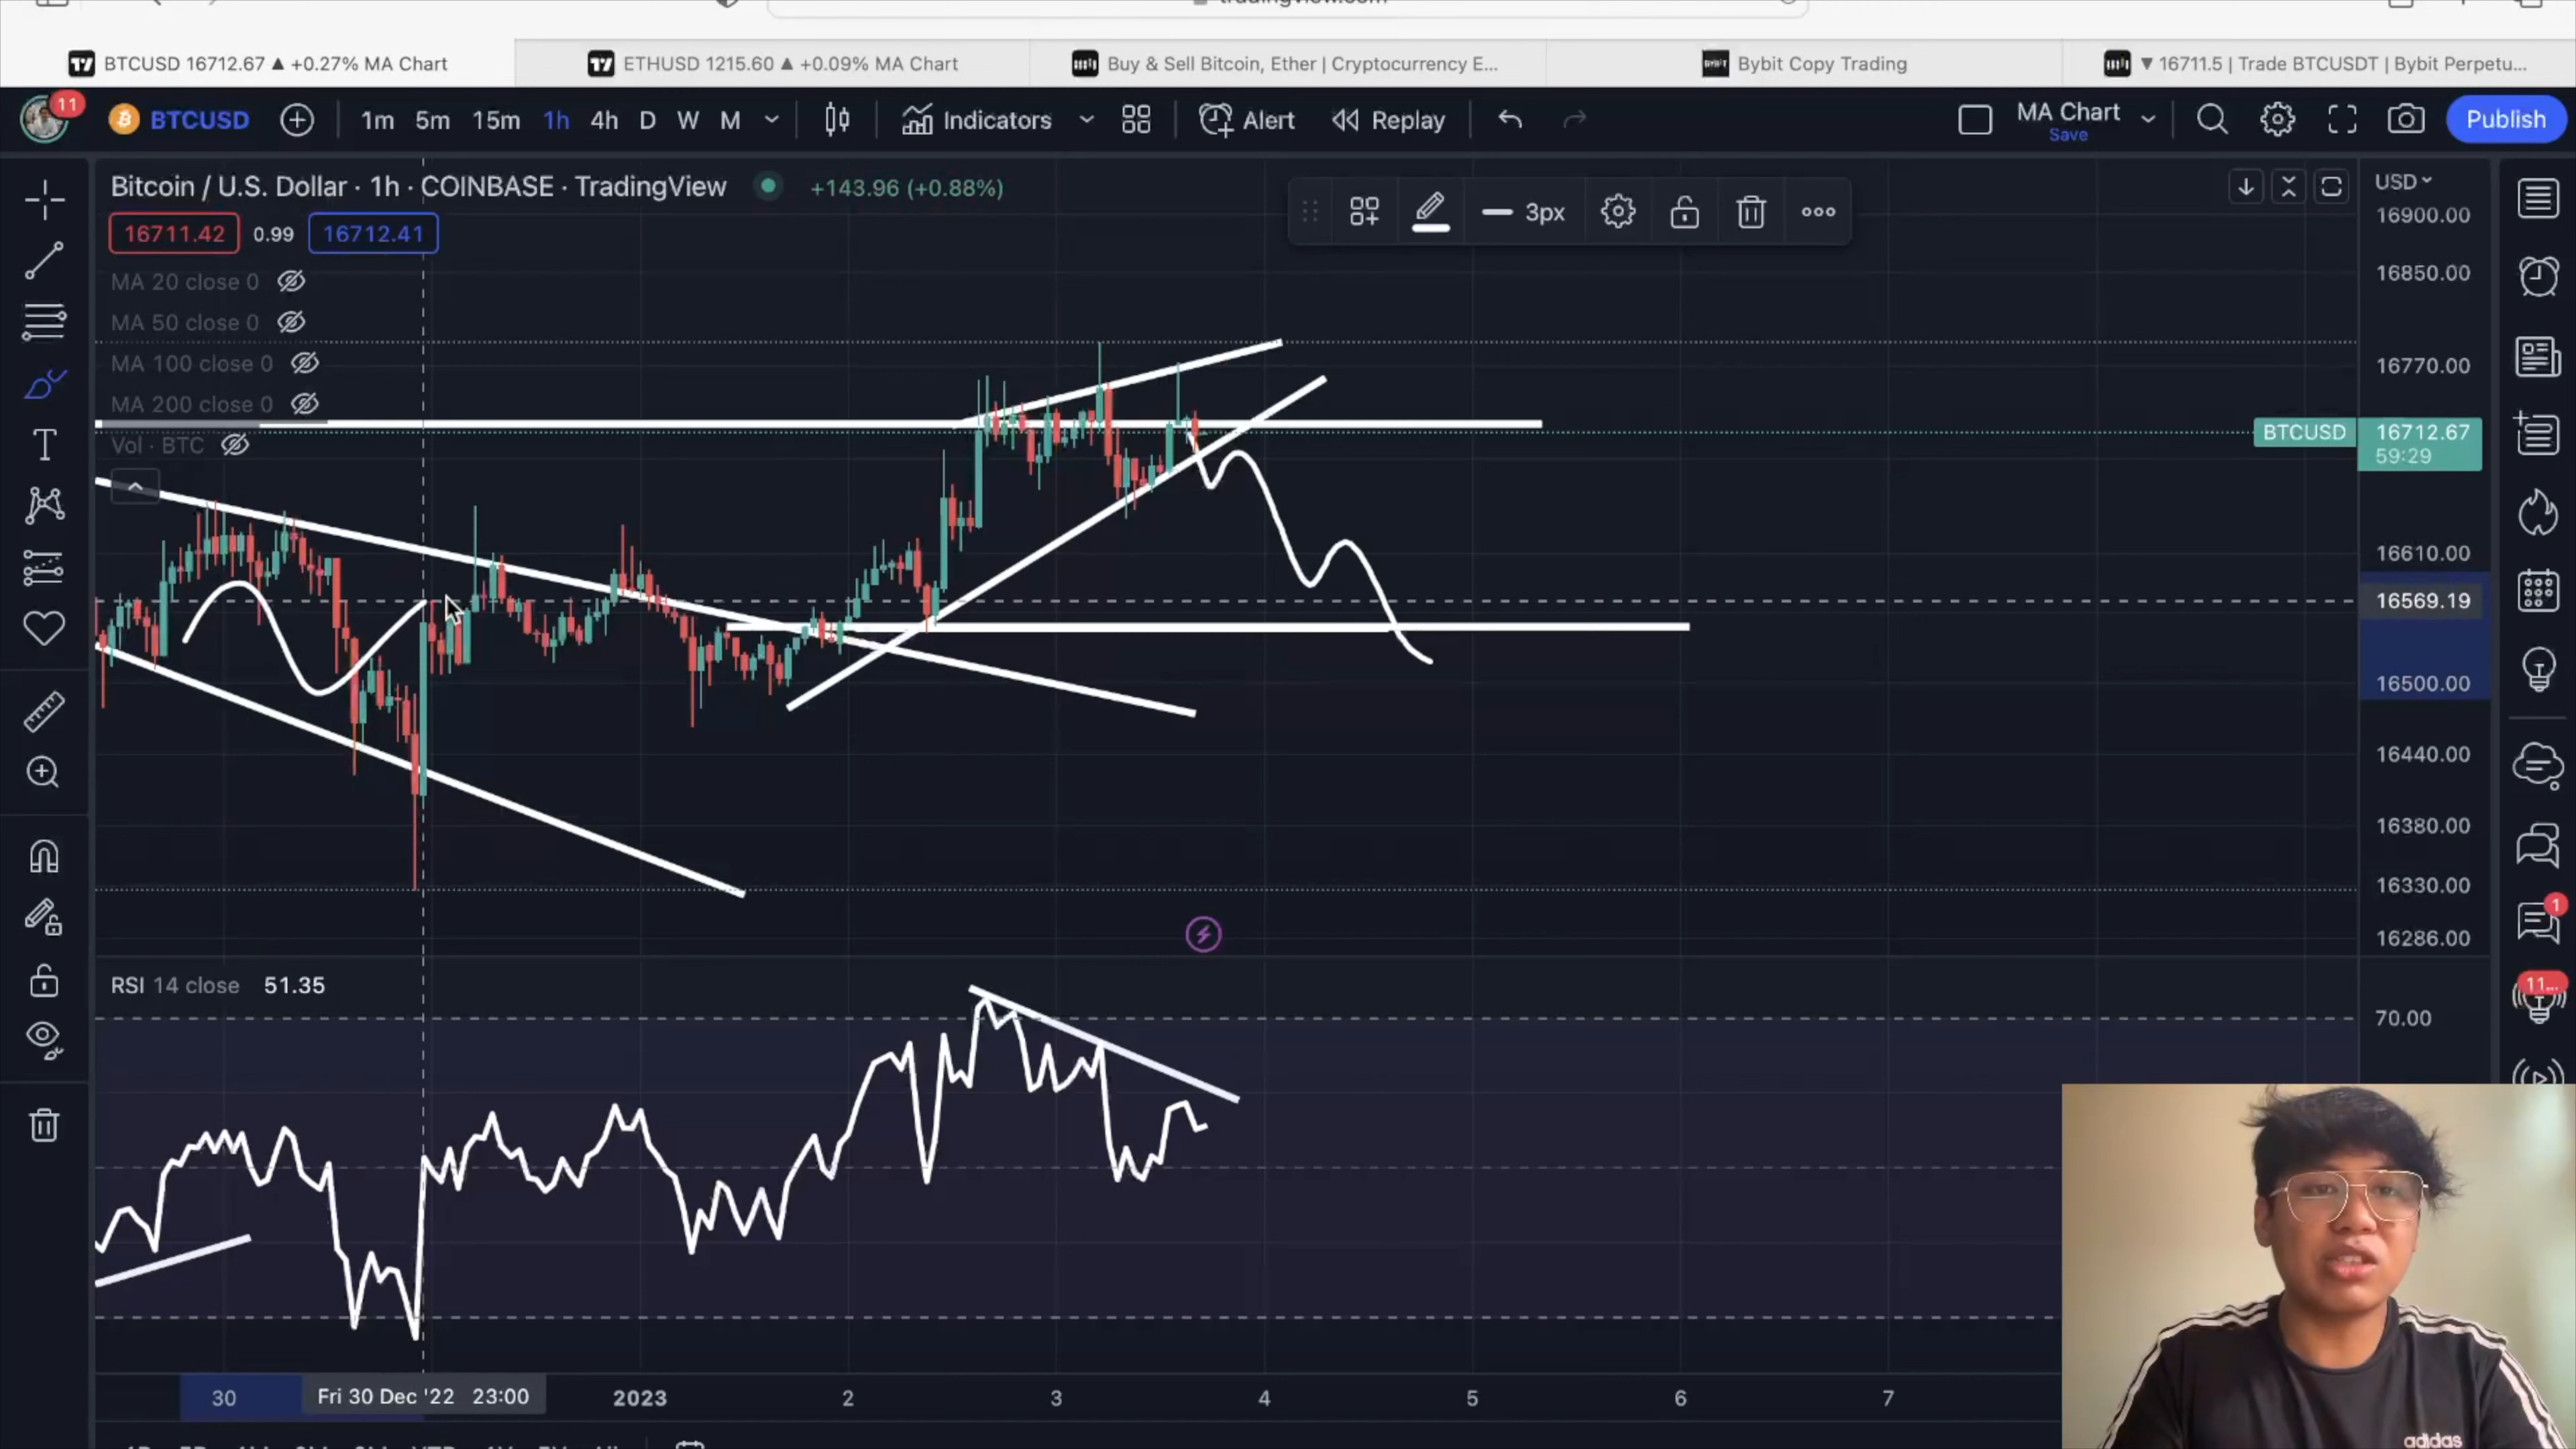 tradingview.com
BTCUSD 16712.67 ▲ +0.27% MA Chart
ETHUSD 1215.60 ▲ +0.09% MA Chart
Buy & Sell Bitcoin, Ether | Cryptocurrency E...
Bybit Copy Trading
▼ 16711.5 | Trade BTCUSDT | Bybit Perpetu...
11
BTCUSD
1m 5m 15m 1h 4h D W M
Indicators
Alert
Replay
MA Chart
Save
Publish
Bitcoin / U.S. Dollar · 1h · COINBASE · TradingView
+143.96 (+0.88%)
16711.42
0.99
16712.41
3px
MA 20 close 0
MA 50 close 0
MA 100 close 0
MA 200 close 0
Vol · BTC
USD
16900.00
16850.00
16770.00
BTCUSD
16712.67
59:29
16610.00
16569.19
16500.00
16440.00
16380.00
16330.00
16286.00
1
11...
RSI 14 close 51.35
70.00
30
Fri 30 Dec '22 23:00
2023
2
3
4
5
6
7
adidas